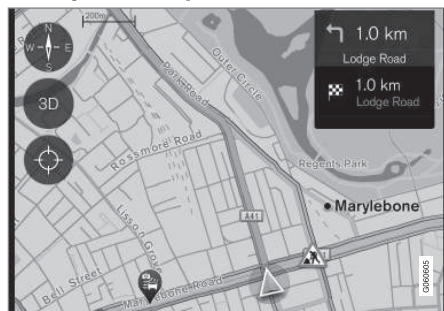 200m
N
W
E
S
3D
1.0 km
Lodge Road
1.0 km
Lodge Road
Park Road
Outer Circle
Rossmore Road
Regents Park
Lisson Grove
A41
Marylebone
Bell Street
Marylebone Road
G060605